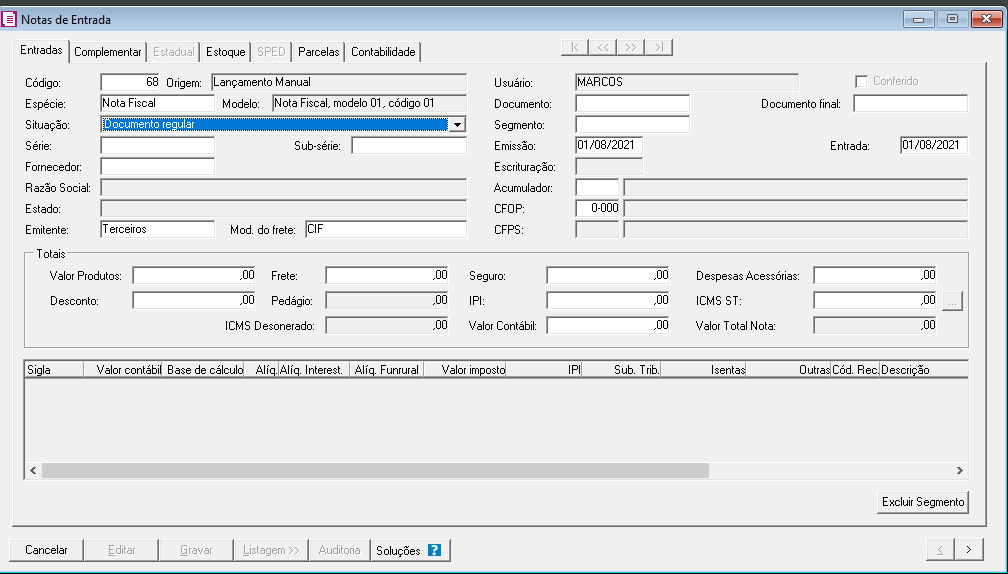 Notas de Entrada
Entradas Complementar Estadual Estoque SPED Parcelas Contabilidade |< << >> >|
Código: 68 Origem: Lançamento Manual Usuário: MARCOS Conferido
Espécie: Nota Fiscal Modelo: Nota Fiscal, modelo 01, código 01 Documento: Documento final:
Situação: Documento regular Segmento:
Série: Sub-série: Emissão: 01/08/2021 Entrada: 01/08/2021
Fornecedor: Escrituração:
Razão Social: Acumulador:
Estado: CFOP: 0-000
Emitente: Terceiros Mod. do frete: CIF CFPS:
Totais
Valor Produtos: ,00 Frete: ,00 Seguro: ,00 Despesas Acessórias: ,00
Desconto: ,00 Pedágio: ,00 IPI: ,00 ICMS ST: ,00 ...
ICMS Desonerado: ,00 Valor Contábil: ,00 Valor Total Nota: ,00
Sigla Valor contábil Base de cálculo Alíq. Alíq. Interest. Alíq. Funrural Valor imposto IPI Sub. Trib. Isentas Outras Cód. Rec. Descrição
Excluir Segmento
Cancelar Editar Gravar Listagem >> Auditoria Soluções ? < >